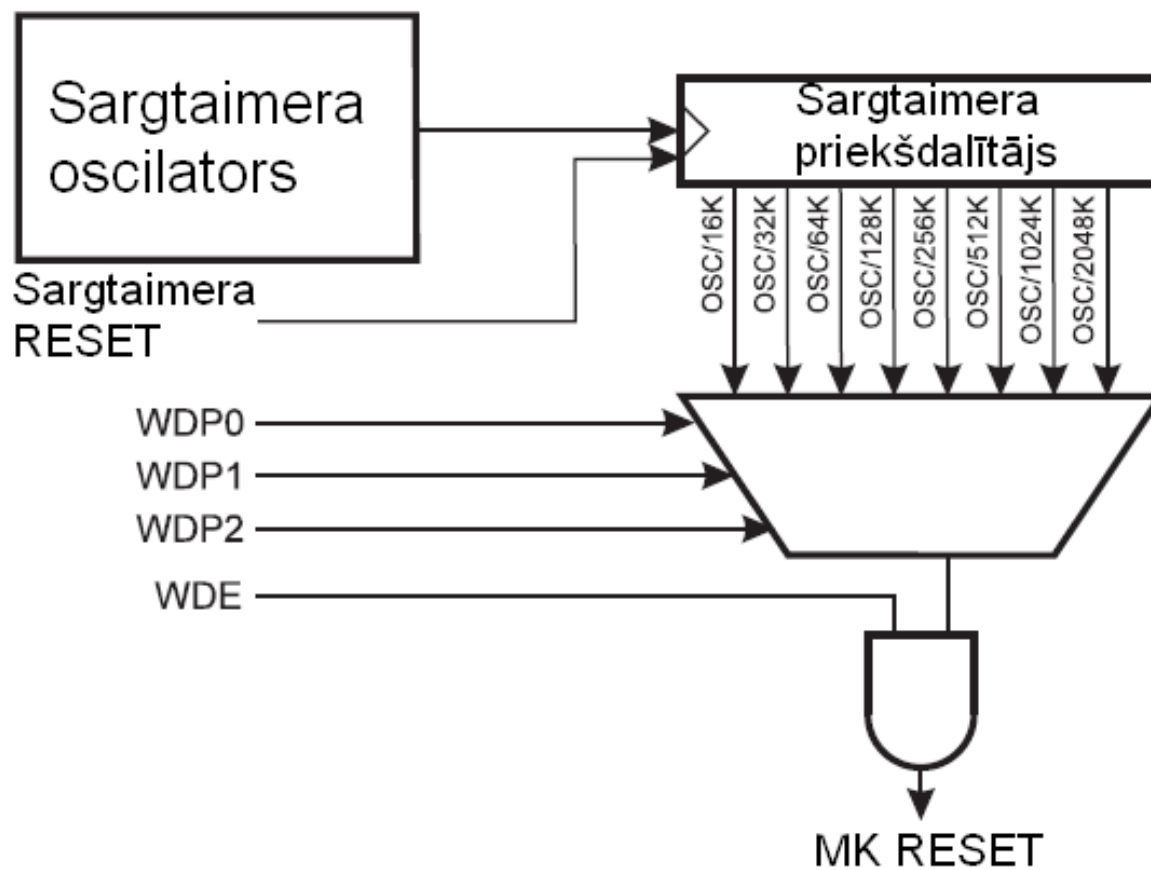 Sargtaimera
oscilators
Sargtaimera
priekšdalītājs
OSC/16K
OSC/32K
OSC/64K
OSC/128K
OSC/256K
OSC/512K
OSC/1024K
OSC/2048K
Sargtaimera
RESET
WDP0
WDP1
WDP2
WDE
MK RESET